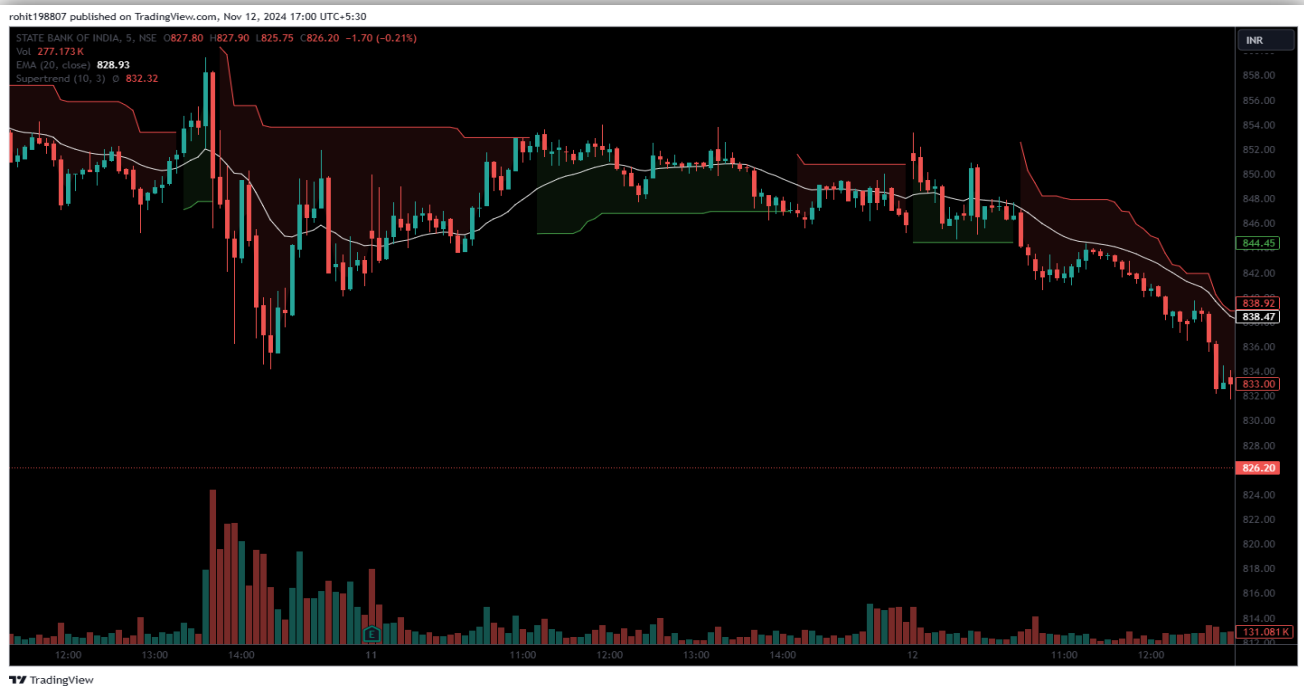 rohit198807 published on TradingView.com, Nov 12, 2024 17:00 UTC+5:30
STATE BANK OF INDIA, 5, NSE O827.80 H827.90 L825.75 C826.20 −1.70 (−0.21%)
Vol 277.173 K
EMA (20, close) 828.93
Supertrend (10, 3) ∅ 832.32
INR
858.00
856.00
854.00
852.00
850.00
848.00
846.00
844.45
842.00
838.92
838.47
836.00
834.00
833.00
832.00
830.00
828.00
826.20
824.00
822.00
820.00
818.00
816.00
814.00
131.081 K
812.00
E
12:00 13:00 14:00 11 11:00 12:00 13:00 14:00 12 11:00 12:00
TradingView